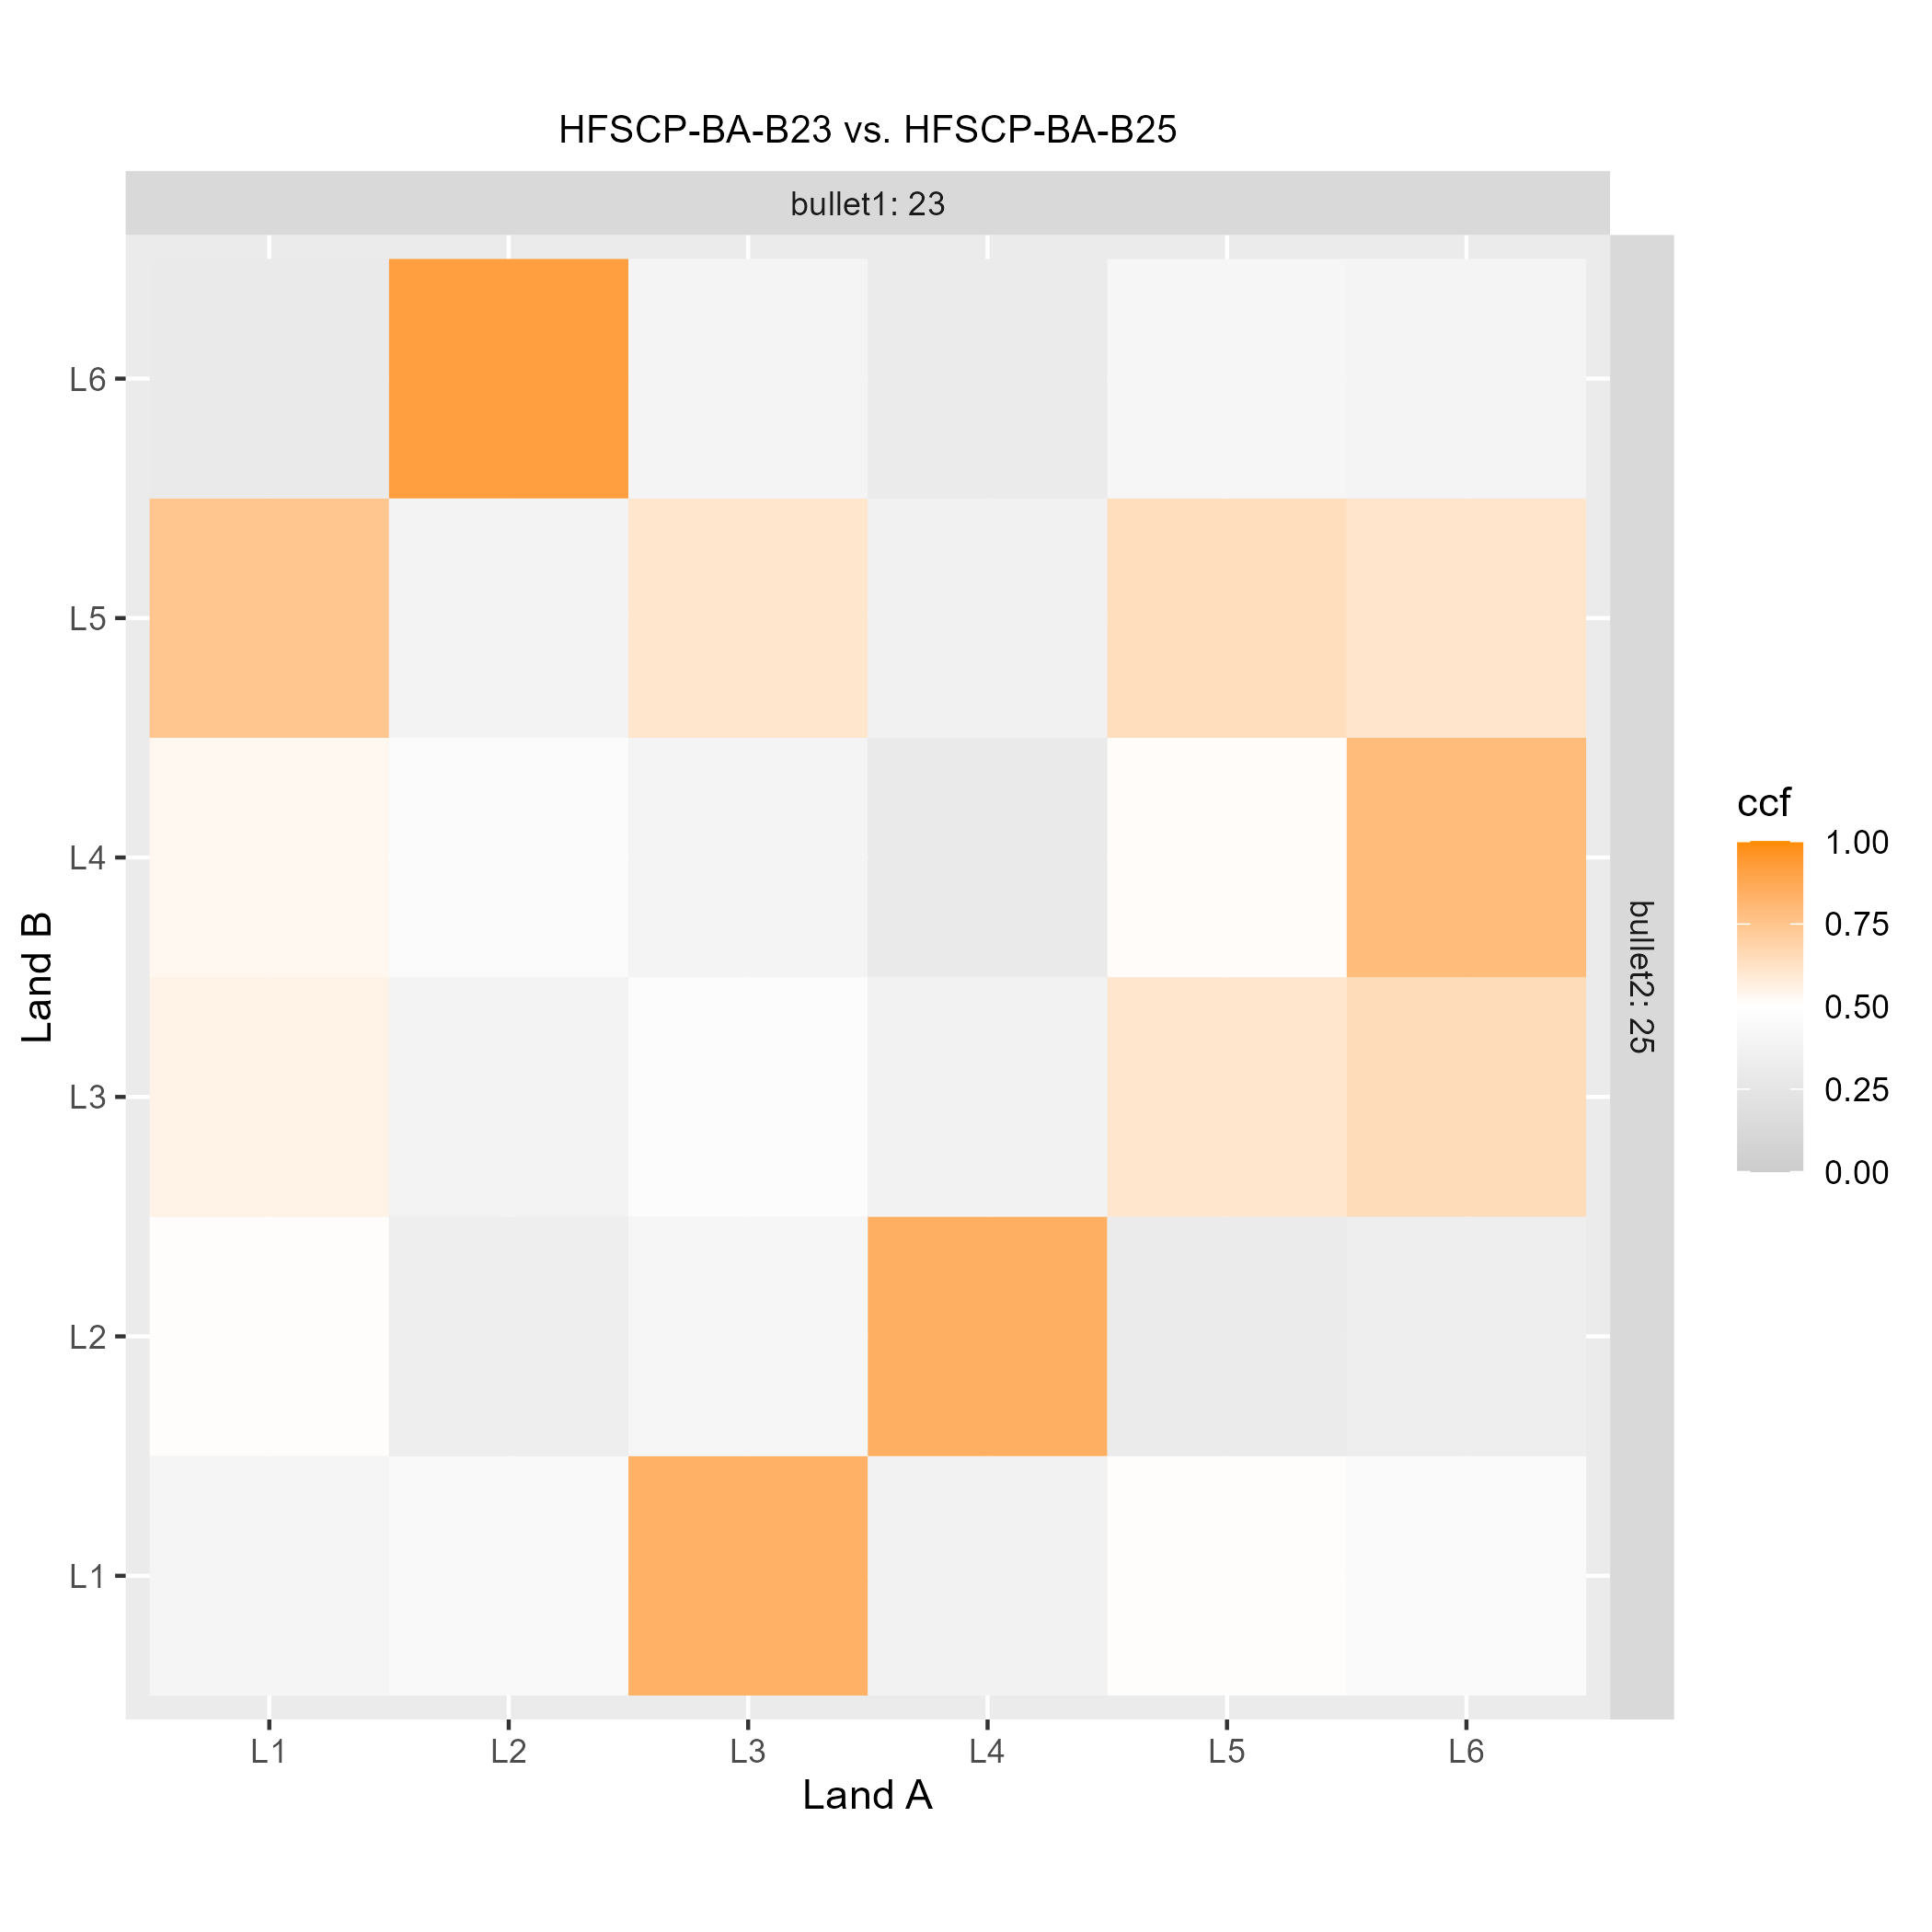 HFSCP-BA-B23 vs. HFSCP-BA-B25
bullet1: 23
L6
L5
L4
L3
L2
L1
Land B
bullet2: 25
L1 L2 L3 L4 L5 L6
Land A
ccf
1.00
0.75
0.50
0.25
0.00